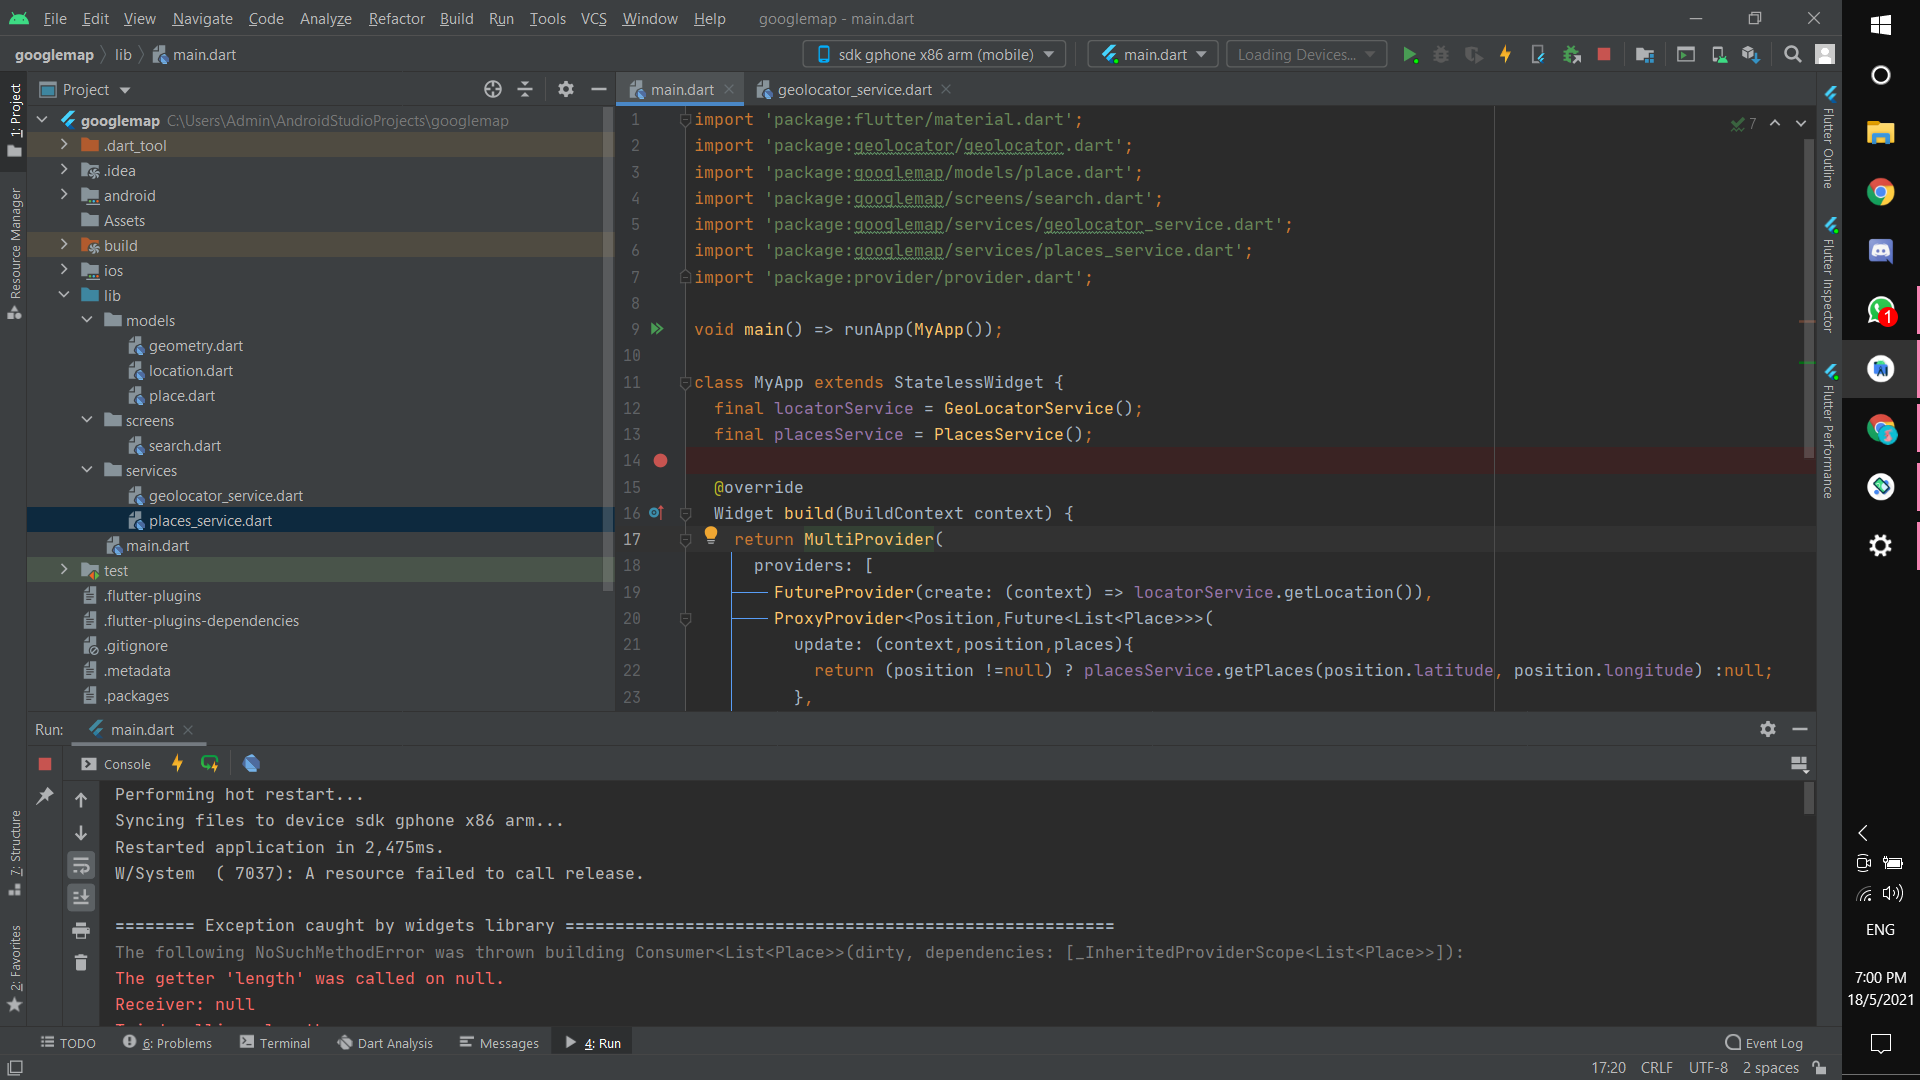 File Edit View Navigate Code Analyze Refactor Build Run Tools VCS Window Help googlemap - main.dart
googlemap lib main.dart sdk gphone x86 arm (mobile) main.dart Loading Devices...
1: Project
Resource Manager
7: Structure
2: Favorites
Project
googlemap C:\Users\Admin\AndroidStudioProjects\googlemap
.dart_tool
.idea
android
Assets
build
ios
lib
models
geometry.dart
location.dart
place.dart
screens
search.dart
services
geolocator_service.dart
places_service.dart
main.dart
test
.flutter-plugins
.flutter-plugins-dependencies
.gitignore
.metadata
.packages
main.dart geolocator_service.dart
7
1 import 'package:flutter/material.dart';
2 import 'package:geolocator/geolocator.dart';
3 import 'package:googlemap/models/place.dart';
4 import 'package:googlemap/screens/search.dart';
5 import 'package:googlemap/services/geolocator_service.dart';
6 import 'package:googlemap/services/places_service.dart';
7 import 'package:provider/provider.dart';
8
9 void main() => runApp(MyApp());
10
11 class MyApp extends StatelessWidget {
12 final locatorService = GeoLocatorService();
13 final placesService = PlacesService();
14
15 @override
16 Widget build(BuildContext context) {
17 return MultiProvider(
18 providers: [
19 FutureProvider(create: (context) => locatorService.getLocation()),
20 ProxyProvider<Position,Future<List<Place>>>(
21 update: (context,position,places){
22 return (position !=null) ? placesService.getPlaces(position.latitude, position.longitude) :null;
23 },
Flutter Outline
Flutter Inspector
Flutter Performance
Run: main.dart
Console
Performing hot restart...
Syncing files to device sdk gphone x86 arm...
Restarted application in 2,475ms.
W/System  ( 7037): A resource failed to call release.
======== Exception caught by widgets library =======================================================
The following NoSuchMethodError was thrown building Consumer<List<Place>>(dirty, dependencies: [_InheritedProviderScope<List<Place>>]):
The getter 'length' was called on null.
Receiver: null
TODO 6: Problems Terminal Dart Analysis Messages 4: Run Event Log
17:20 CRLF UTF-8 2 spaces
1
ENG
7:00 PM
18/5/2021